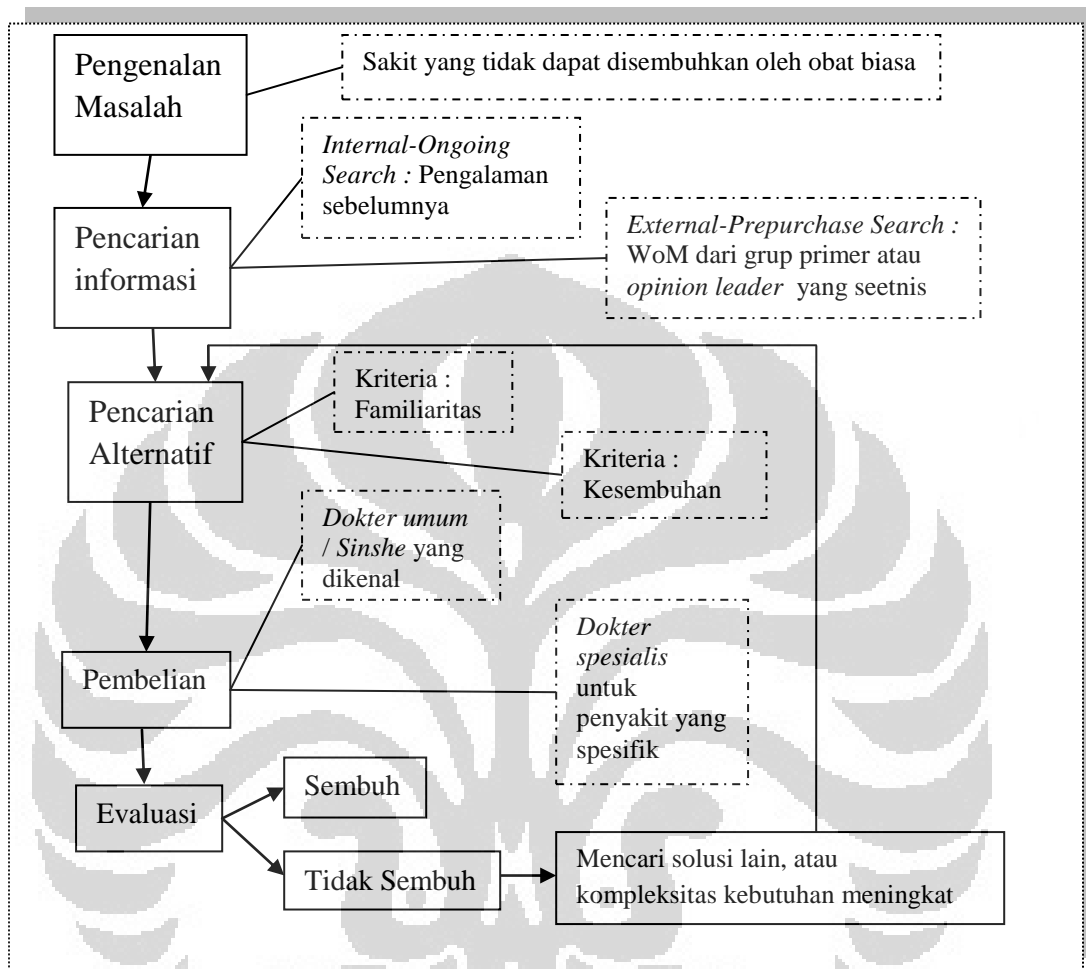 Pengenalan
Masalah
Sakit yang tidak dapat disembuhkan oleh obat biasa
Internal-Ongoing
Search : Pengalaman
sebelumnya
Pencarian
informasi
External-Prepurchase Search :
WoM dari grup primer atau
opinion leader yang seetnis
Pencarian
Alternatif
Kriteria :
Familiaritas
Kriteria :
Kesembuhan
Dokter umum
/ Sinshe yang
dikenal
Pembelian
Dokter
spesialis
untuk
penyakit yang
spesifik
Evaluasi
Sembuh
Tidak Sembuh
Mencari solusi lain, atau
kompleksitas kebutuhan meningkat